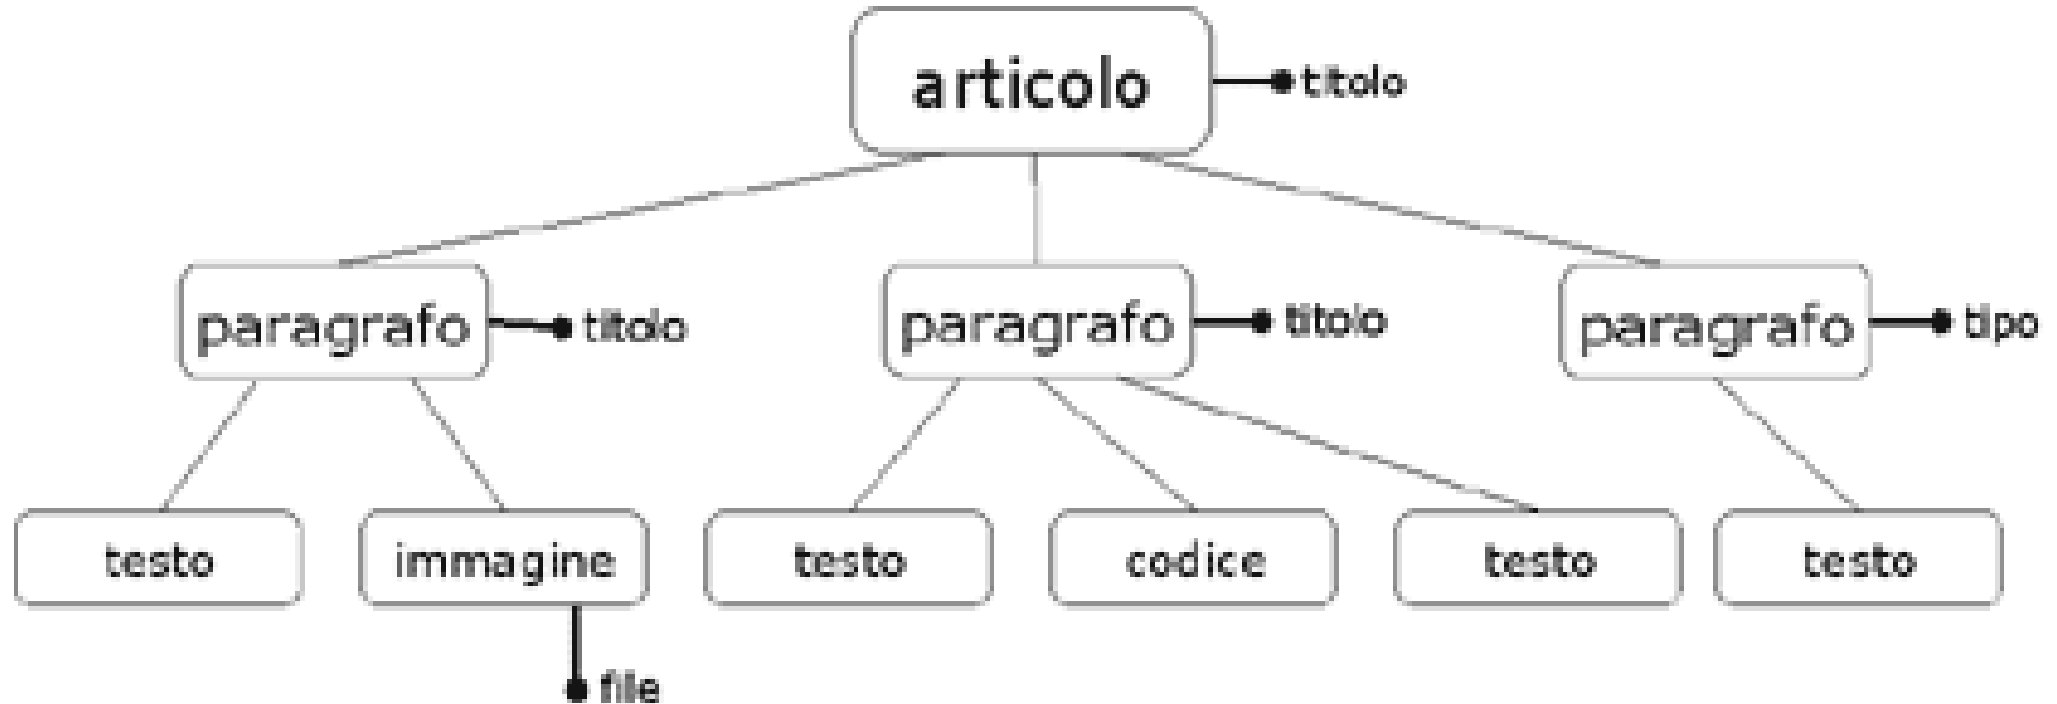 articolo titolo
paragrafo titolo paragrafo titolo paragrafo tipo
testo immagine testo codice testo testo
file